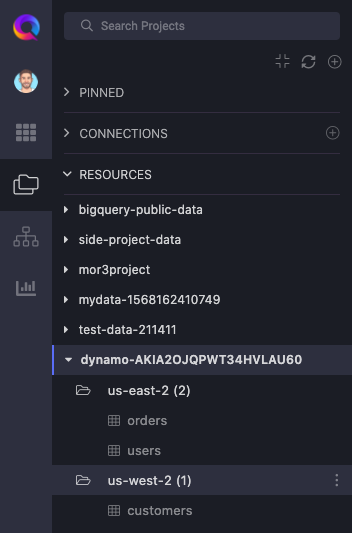 Search Projects
PINNED
CONNECTIONS
RESOURCES
bigquery-public-data
side-project-data
mor3project
mydata-1568162410749
test-data-211411
dynamo-AKIA2OJQPWT34HVLAU60
us-east-2 (2)
orders
users
us-west-2 (1)
customers